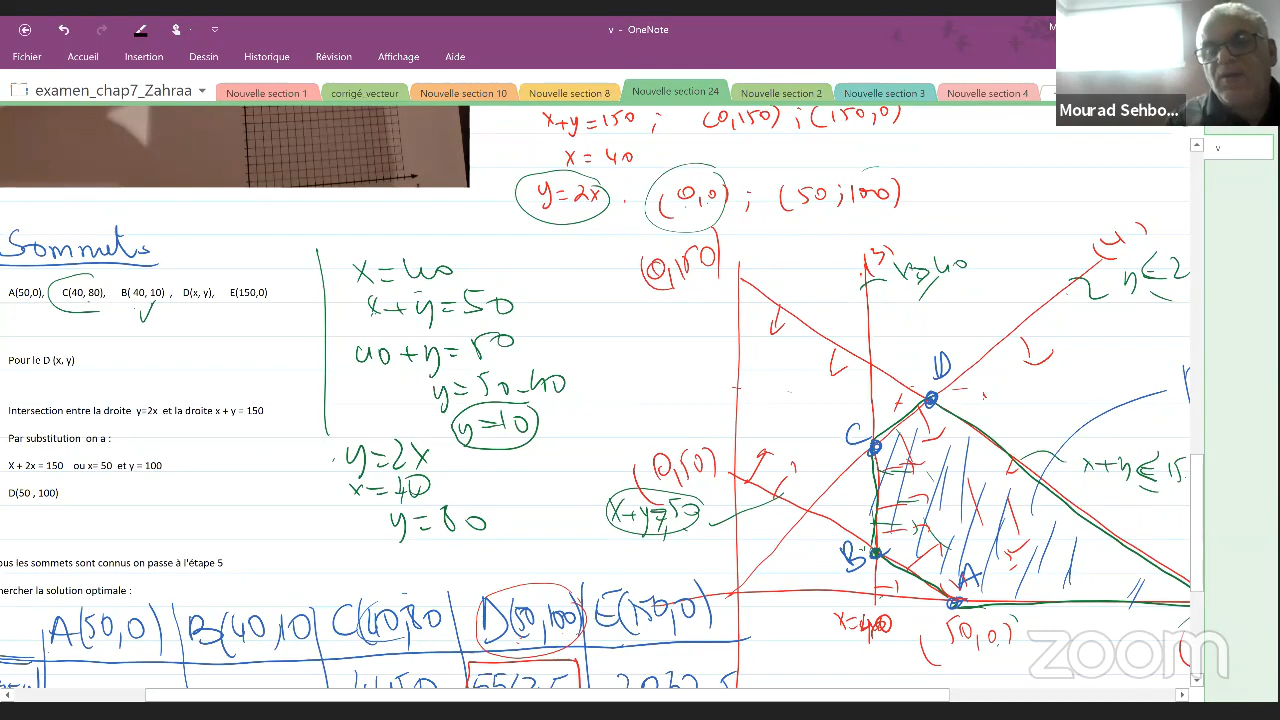 v - OneNote
Fichier Accueil Insertion Dessin Historique Révision Affichage Aide
examen_chap7_Zahraa
Nouvelle section 1 corrigé_vecteur Nouvelle section 10 Nouvelle section 8 Nouvelle section 24 Nouvelle section 2 Nouvelle section 3 Nouvelle section 4
Mourad Sehbo...
v
x+y=150 ; (0,150) ; (150,0)
x=40
y=2x . (0,0) ; (50;100)
Sommets
A(50,0), C(40, 80), B( 40, 10) , D(x, y), E(150,0)
Pour le D (x, y)
Intersection entre la droite y=2x et la droite x + y = 150
Par substitution on a :
X + 2x = 150 ou x= 50 et y = 100
D(50 , 100)
ous les sommets sont connus on passe à l'étape 5
hercher la solution optimale :
x=40
x+y=50
40+y=50
y=50-40
y=10
y=2x
x=40
y=80
0,150
D
C
(0,50)
x+y≥50
x+y≤15
B
A
x=40
(50,0)
A(50,0) B(40,10) C(40,80 D(50,100) E(150,0)
zoom